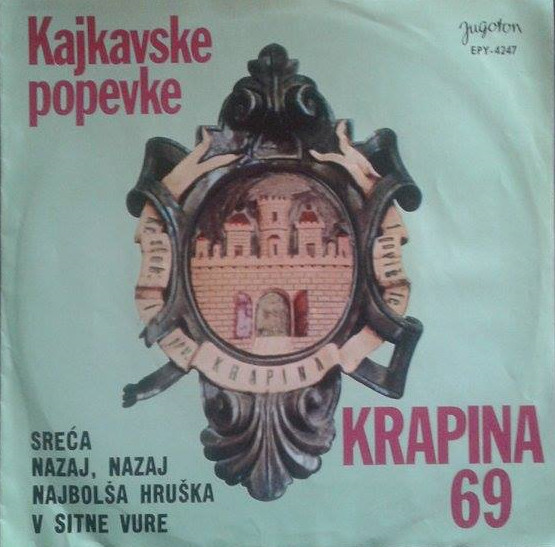 Kajkavske
popevke
Jugoton
EPY-4247
KRAPINA
KRAPINA
69
SREĆA
NAZAJ, NAZAJ
NAJBOLŠA HRUŠKA
V SITNE VURE